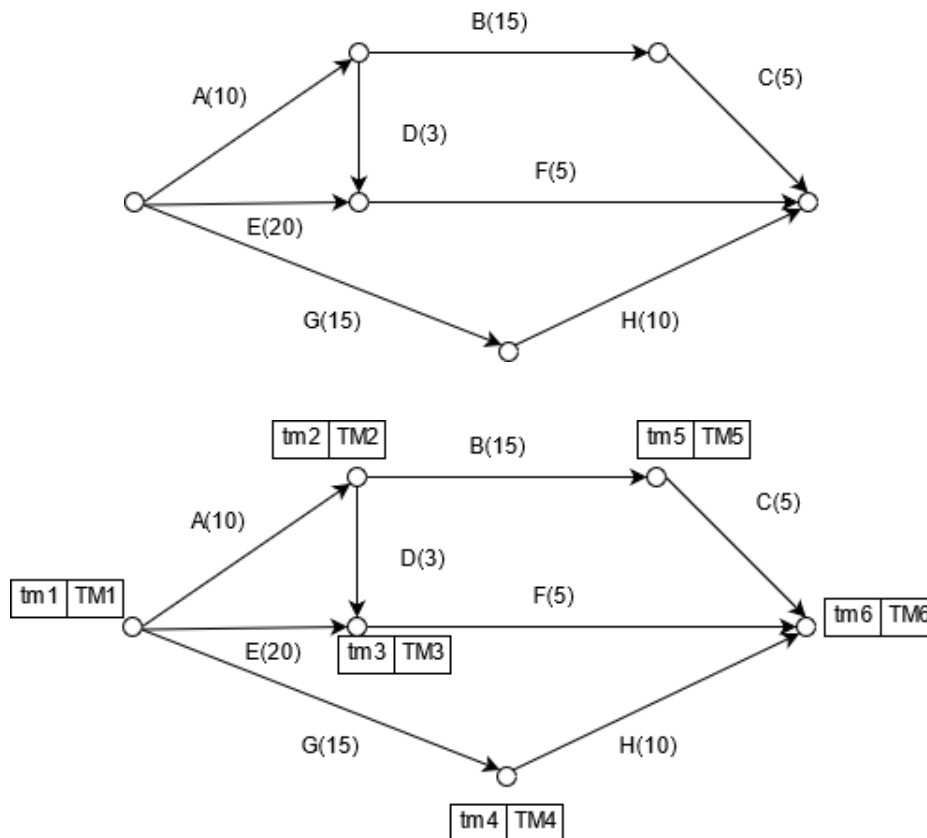 B(15)
A(10)
C(5)
D(3)
F(5)
E(20)
G(15)
H(10)
tm2 TM2
B(15)
tm5 TM5
A(10)
C(5)
D(3)
tm1 TM1
F(5)
tm6 TM6
E(20)
tm3 TM3
G(15)
H(10)
tm4 TM4